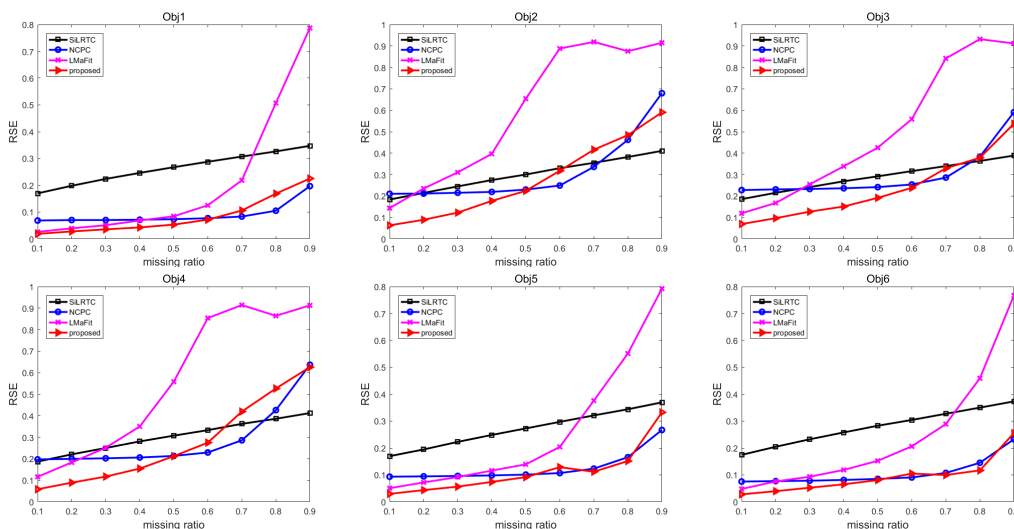 Obj1
0.8
0.7
0.6
0.5
0.4
0.3
0.2
0.1
0
RSE
SiLRTC
NCPC
LMaFit
proposed
0.1 0.2 0.3 0.4 0.5 0.6 0.7 0.8 0.9
missing ratio
Obj2
1
0.9
0.8
0.7
0.6
0.5
0.4
0.3
0.2
0.1
0
RSE
SiLRTC
NCPC
LMaFit
proposed
0.1 0.2 0.3 0.4 0.5 0.6 0.7 0.8 0.9
missing ratio
Obj3
1
0.9
0.8
0.7
0.6
0.5
0.4
0.3
0.2
0.1
0
RSE
SiLRTC
NCPC
LMaFit
proposed
0.1 0.2 0.3 0.4 0.5 0.6 0.7 0.8 0.
missing ratio
Obj4
1
0.9
0.8
0.7
0.6
0.5
0.4
0.3
0.2
0.1
0
RSE
SiLRTC
NCPC
LMaFit
proposed
0.1 0.2 0.3 0.4 0.5 0.6 0.7 0.8 0.9
missing ratio
Obj5
0.8
0.7
0.6
0.5
0.4
0.3
0.2
0.1
0
RSE
SiLRTC
NCPC
LMaFit
proposed
0.1 0.2 0.3 0.4 0.5 0.6 0.7 0.8 0.9
missing ratio
Obj6
0.8
0.7
0.6
0.5
0.4
0.3
0.2
0.1
0
RSE
SiLRTC
NCPC
LMaFit
proposed
0.1 0.2 0.3 0.4 0.5 0.6 0.7 0.8 0.
missing ratio